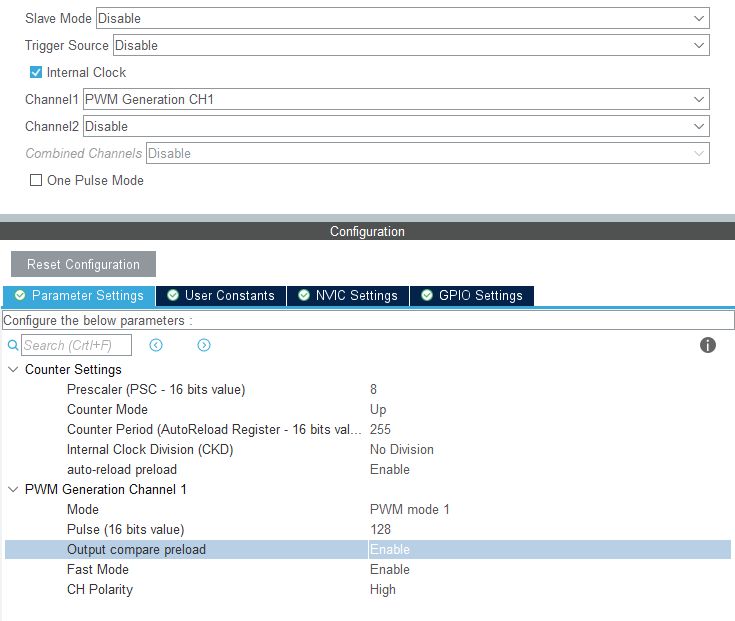 Slave Mode Disable
Trigger Source Disable
Internal Clock
Channel1 PWM Generation CH1
Channel2 Disable
Combined Channels Disable
One Pulse Mode
Configuration
Reset Configuration
Parameter Settings User Constants NVIC Settings GPIO Settings
Configure the below parameters :
Search (Crtl+F)
Counter Settings
Prescaler (PSC - 16 bits value) 8
Counter Mode Up
Counter Period (AutoReload Register - 16 bits val... 255
Internal Clock Division (CKD) No Division
auto-reload preload Enable
PWM Generation Channel 1
Mode PWM mode 1
Pulse (16 bits value) 128
Output compare preload Enable
Fast Mode Enable
CH Polarity High